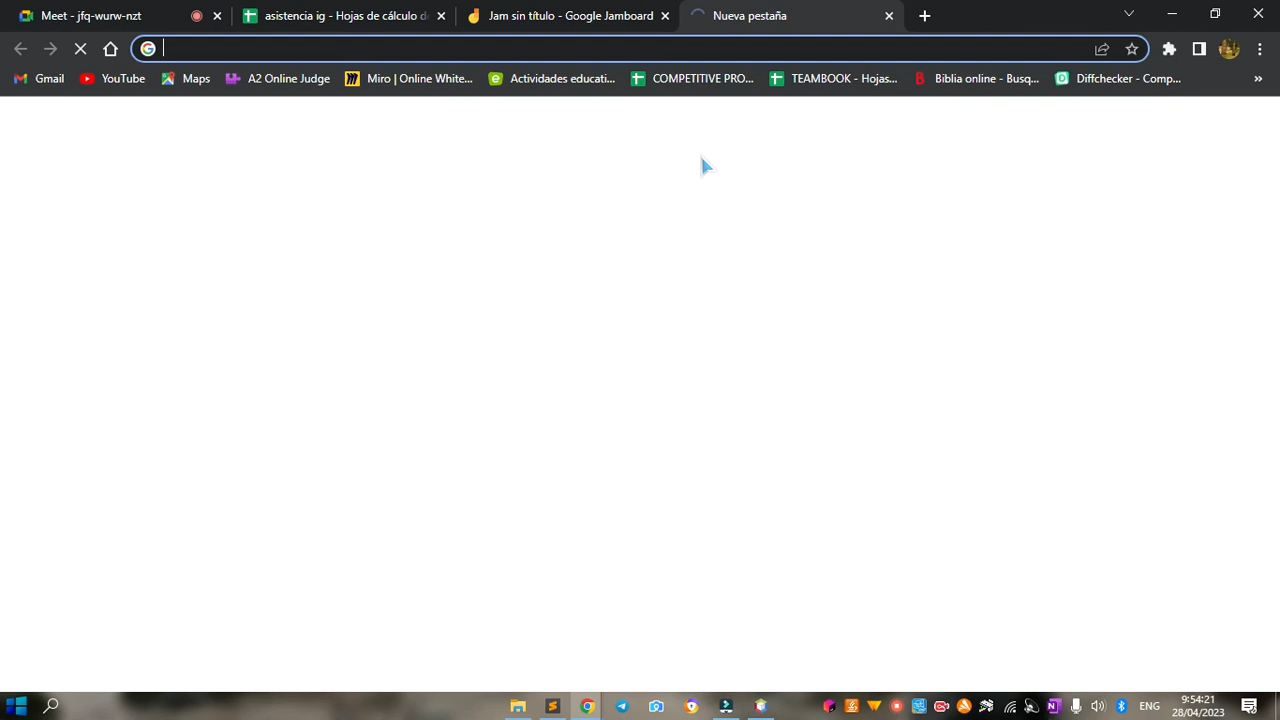 Meet - jfq-wurw-nzt
asistencia ig - Hojas de cálculo d
Jam sin título - Google Jamboard
Nueva pestaña
Gmail
YouTube
Maps
A2 Online Judge
Miro | Online White...
Actividades educati...
COMPETITIVE PRO...
TEAMBOOK - Hojas...
Biblia online - Busq...
Diffchecker - Comp...
ENG
9:54:21
28/04/2023